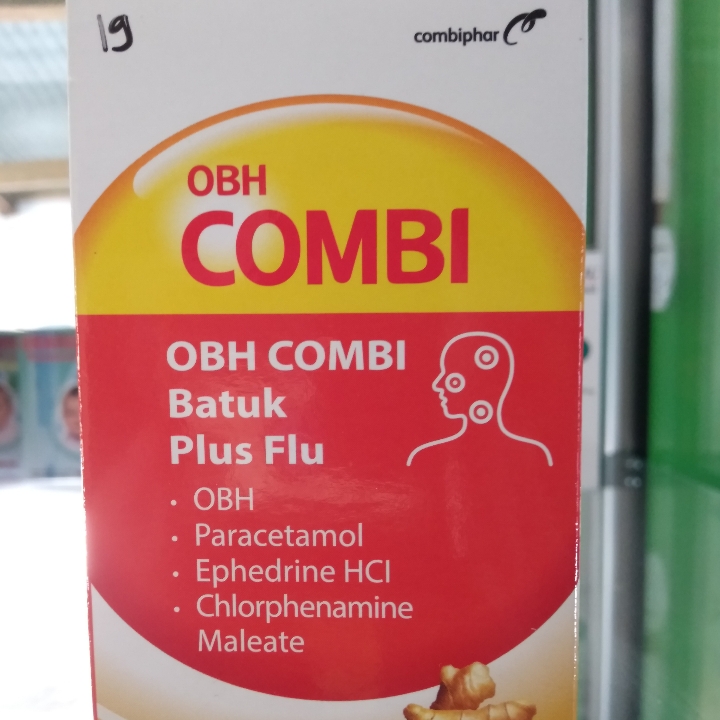 19
combiphar
OBH
COMBI
OBH COMBI
Batuk
Plus Flu
• OBH
• Paracetamol
• Ephedrine HCl
• Chlorphenamine
Maleate